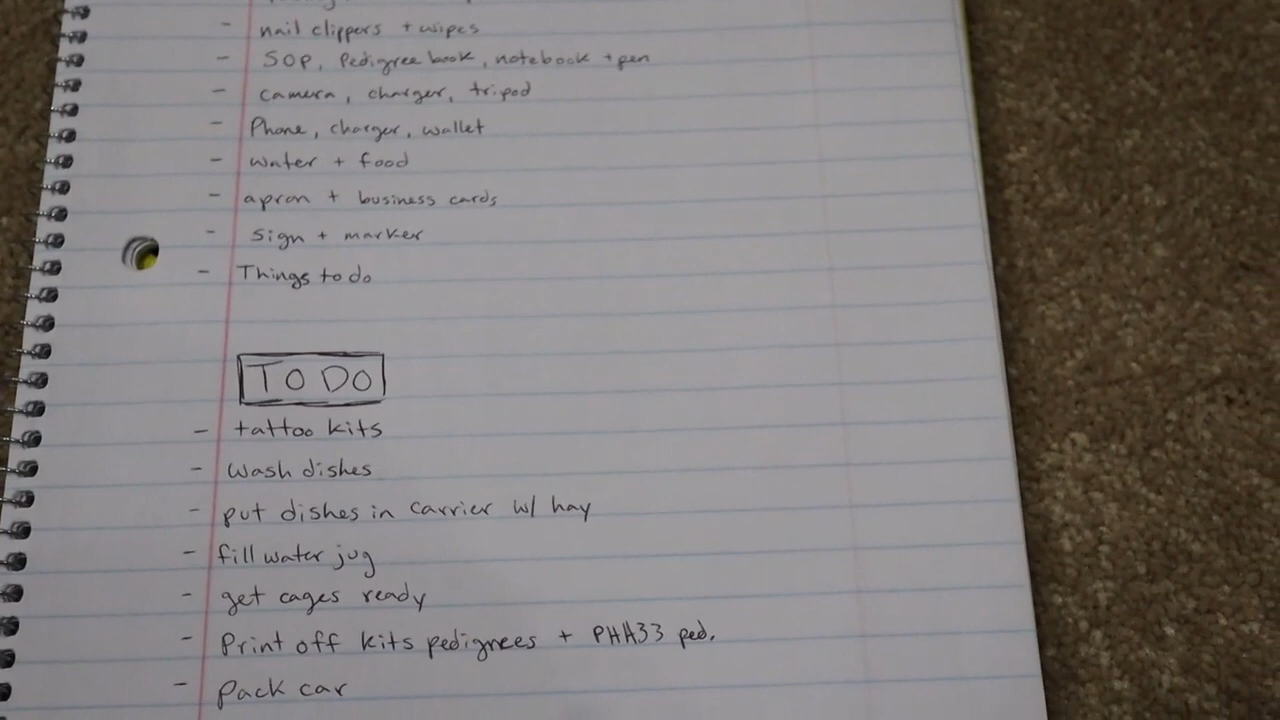 - nail clippers + wipes
- SOP, Pedigree book, notebook + pen
- camera, charger, tripod
- Phone, charger, wallet
- water + food
- apron + business cards
- Sign + marker
- Things to do
TO DO
- tattoo kits
- wash dishes
- put dishes in carrier w/ hay
- fill water jug
- get cages ready
- Print off kits pedigrees + PHA33 ped.
- pack car